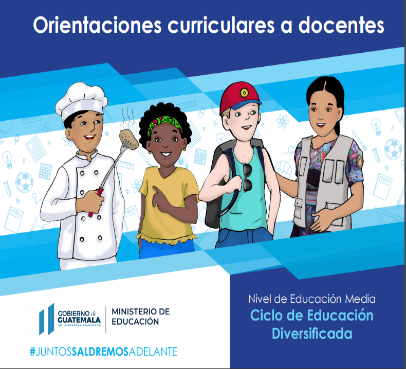 Orientaciones curriculares a docentes
GOBIERNO de
GUATEMALA
MINISTERIO DE
EDUCACIÓN
#JUNTOSSALDREMOSADELANTE
Nivel de Educación Media
Ciclo de Educación
Diversificada